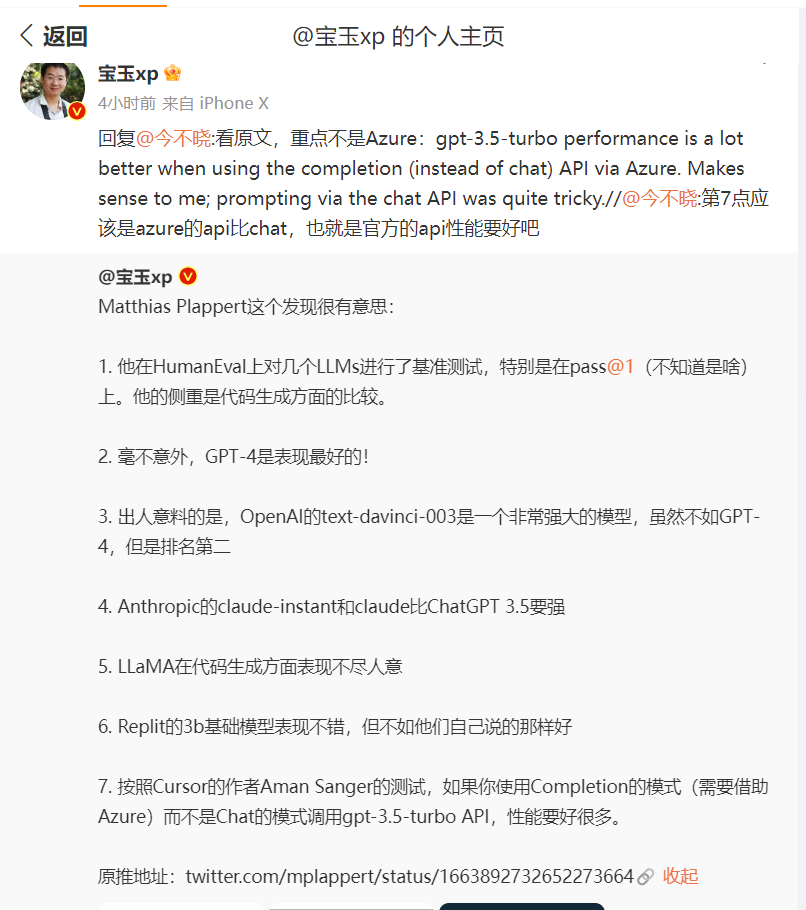 返回
@宝玉xp 的个人主页
宝玉xp
4小时前 来自 iPhone X
回复@今不晓:看原文，重点不是Azure：gpt-3.5-turbo performance is a lot
better when using the completion (instead of chat) API via Azure. Makes
sense to me; prompting via the chat API was quite tricky.//@今不晓:第7点应
该是azure的api比chat，也就是官方的api性能要好吧
@宝玉xp
Matthias Plappert这个发现很有意思：
1. 他在HumanEval上对几个LLMs进行了基准测试，特别是在pass@1（不知道是啥）
上。他的侧重是代码生成方面的比较。
2. 毫不意外，GPT-4是表现最好的！
3. 出人意料的是，OpenAI的text-davinci-003是一个非常强大的模型，虽然不如GPT-
4，但是排名第二
4. Anthropic的claude-instant和claude比ChatGPT 3.5要强
5. LLaMA在代码生成方面表现不尽人意
6. Replit的3b基础模型表现不错，但不如他们自己说的那样好
7. 按照Cursor的作者Aman Sanger的测试，如果你使用Completion的模式（需要借助
Azure）而不是Chat的模式调用gpt-3.5-turbo API，性能要好很多。
原推地址：twitter.com/mplappert/status/1663892732652273664 收起